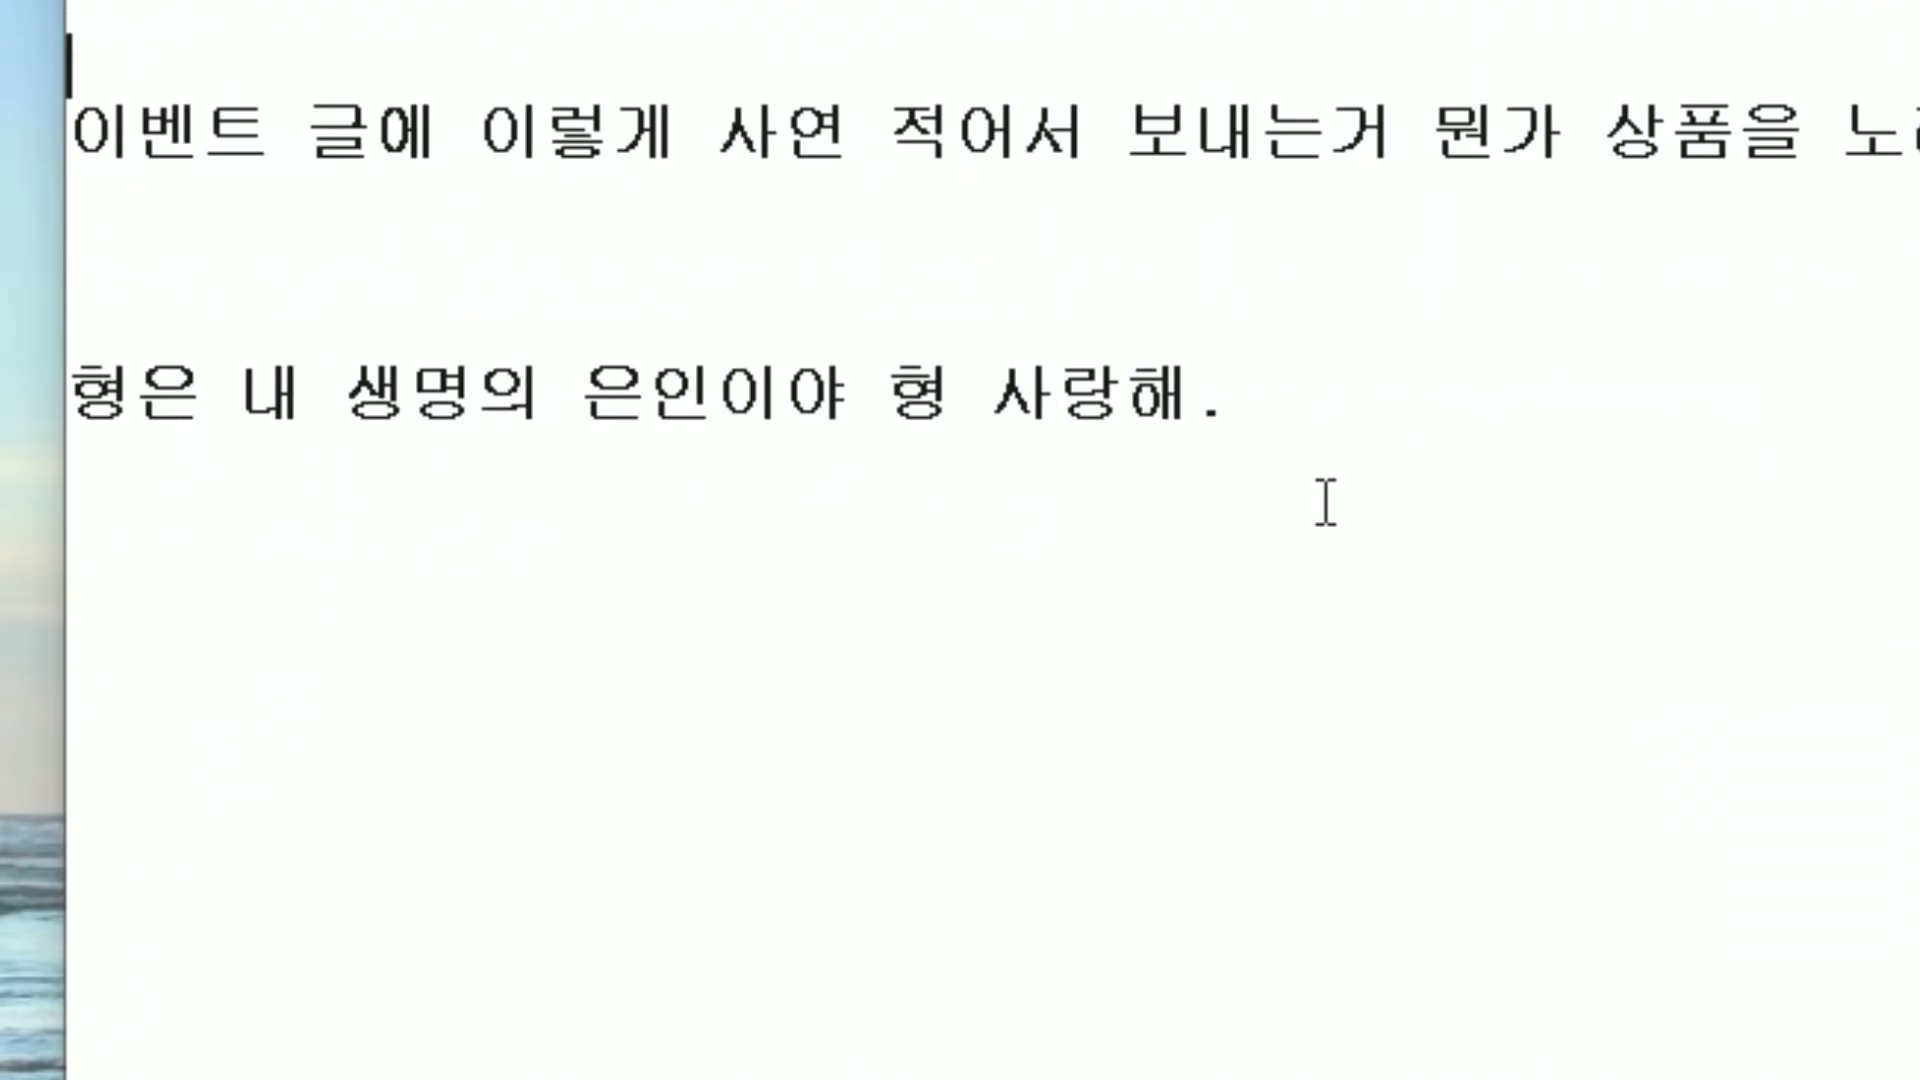 이벤트 글에 이렇게 사연 적어서 보내는거 뭔가 상품을
형은 내 생명의 은인이야 형 사랑해.